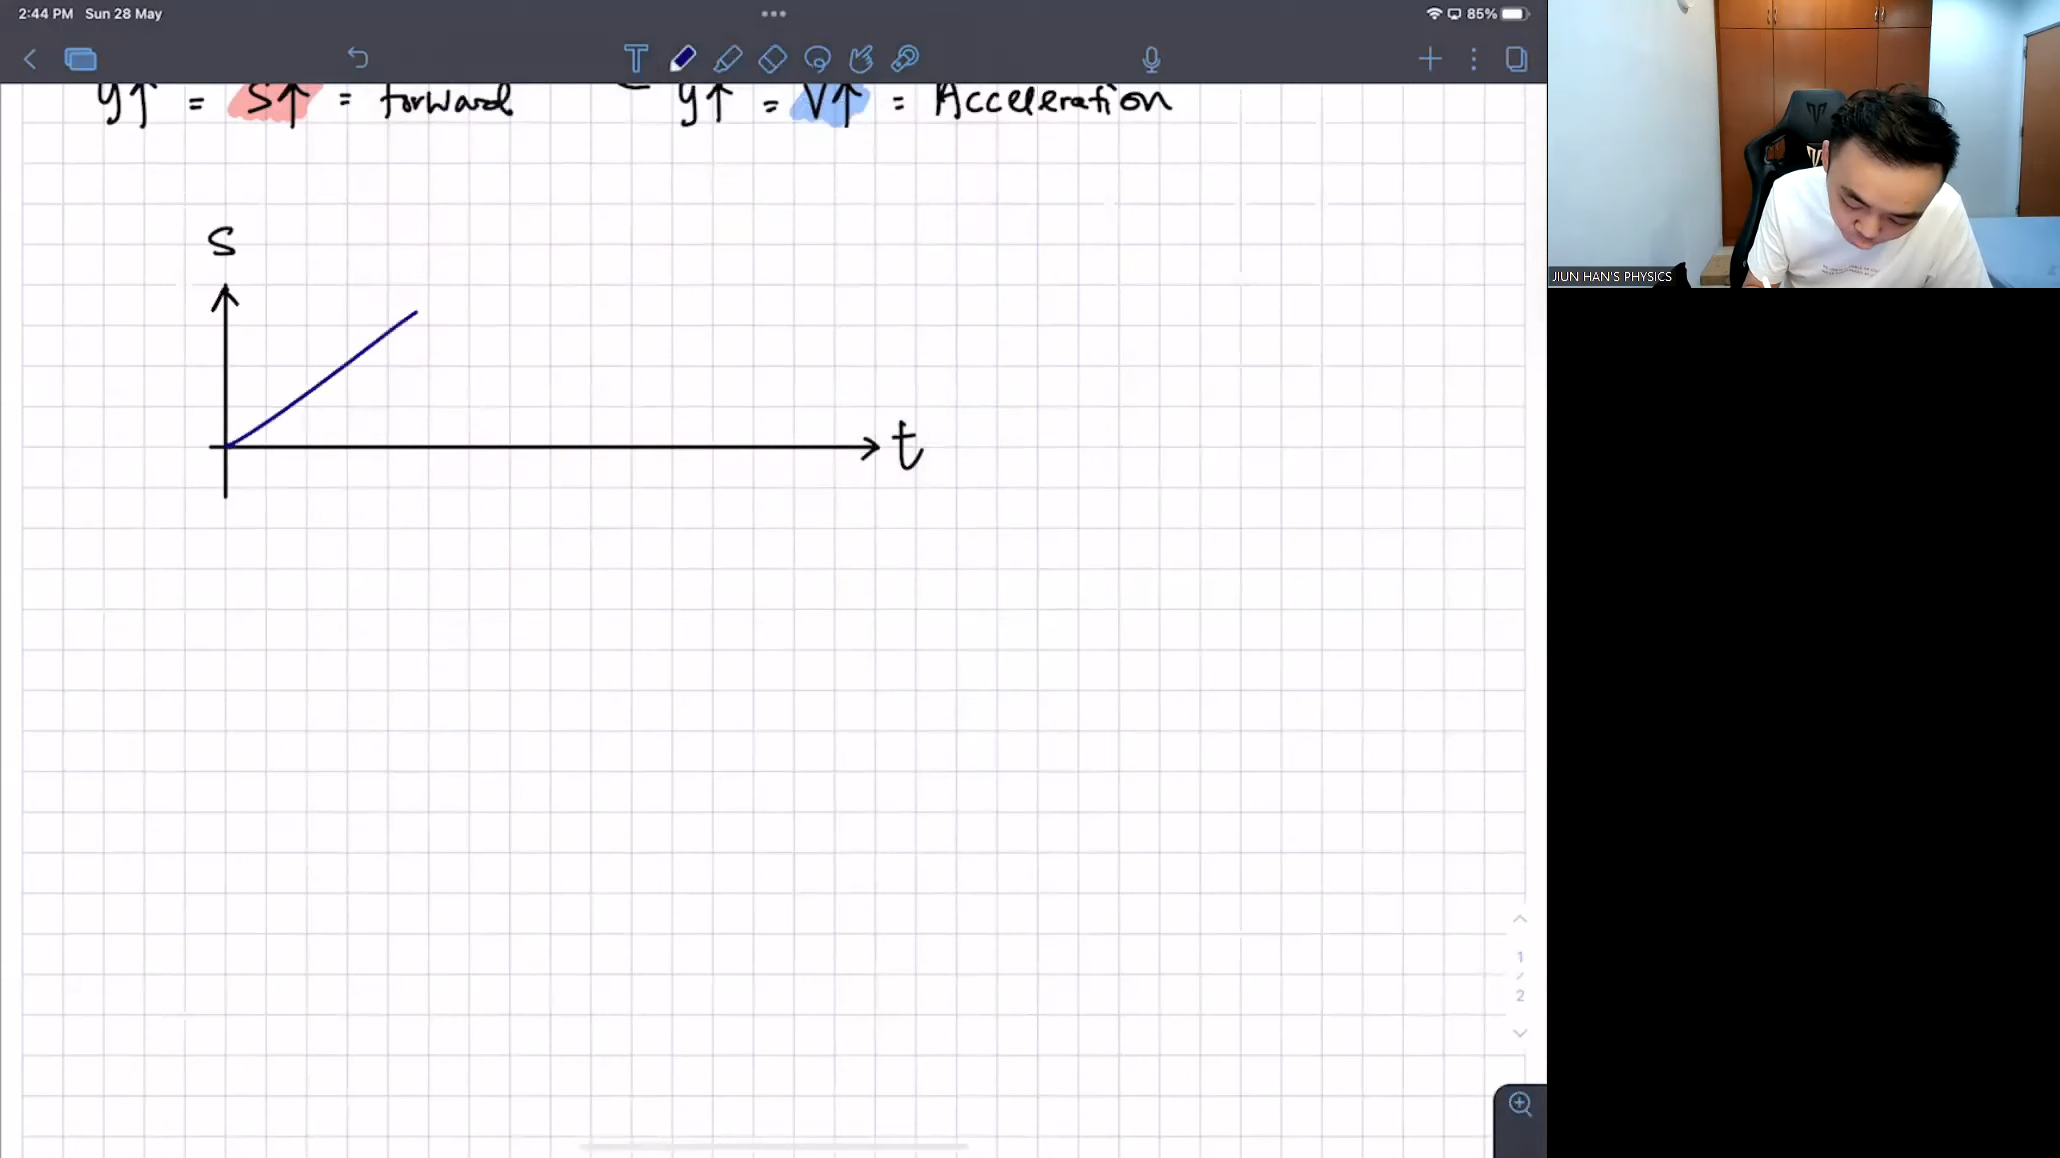 2:44 PM Sun 28 May
85%
y↑ = S↑ = forward
y↑ = V↑ = Acceleration
JIUN HAN'S PHYSICS
S
t
1
/
2